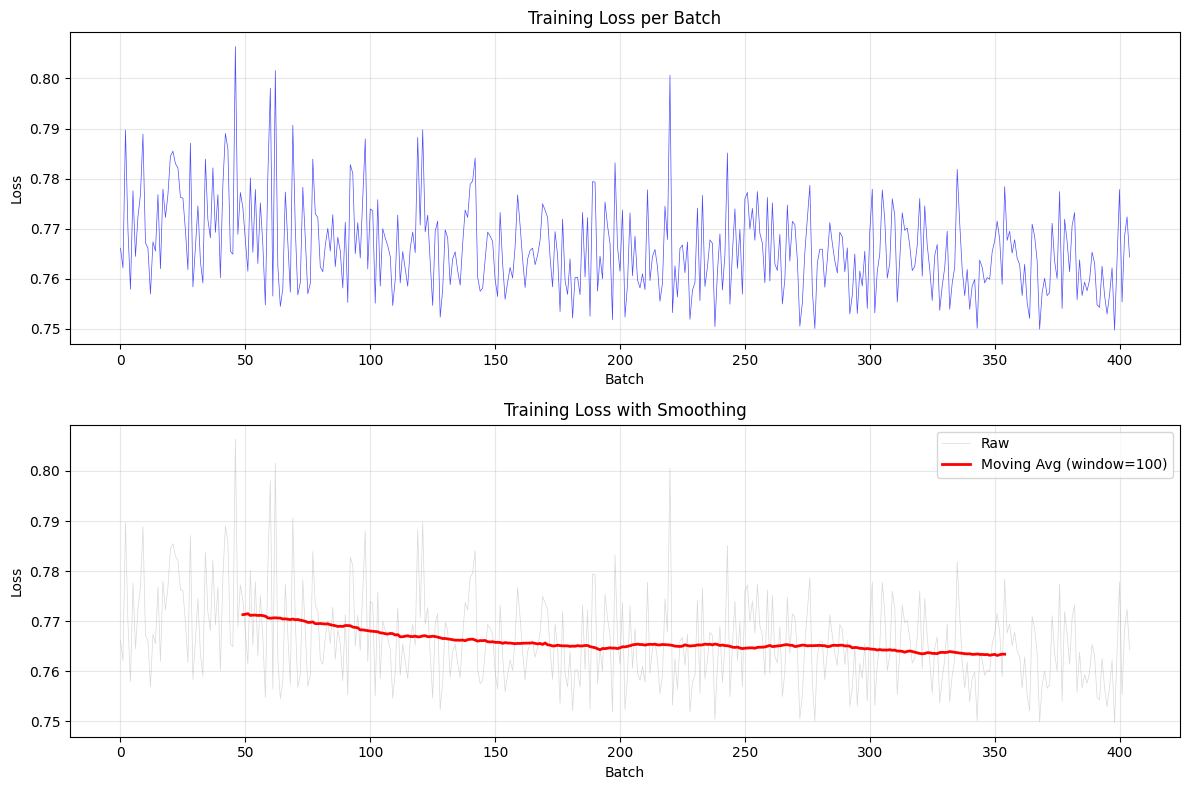 Training Loss per Batch
Loss
0.80
0.79
0.78
0.77
0.76
0.75
0 50 100 150 200 250 300 350 400
Batch
Training Loss with Smoothing
Raw
Moving Avg (window=100)
Loss
0.80
0.79
0.78
0.77
0.76
0.75
0 50 100 150 200 250 300 350 400
Batch